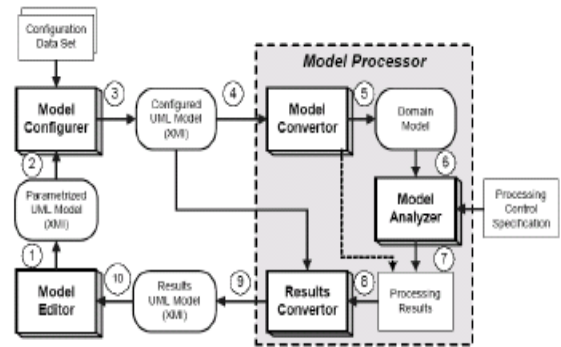 Configuration
Data Set
Model Processor
3
4
5
Model
Configurer
Configured
UML Model
(XMI)
Model
Convertor
Domain
Model
2
6
Parametrized
UML Model
(XMI)
Model
Analyzer
Processing
Control
Specification
1
7
10
9
8
Model
Editor
Results
UML Model
(XMI)
Results
Convertor
Processing
Results